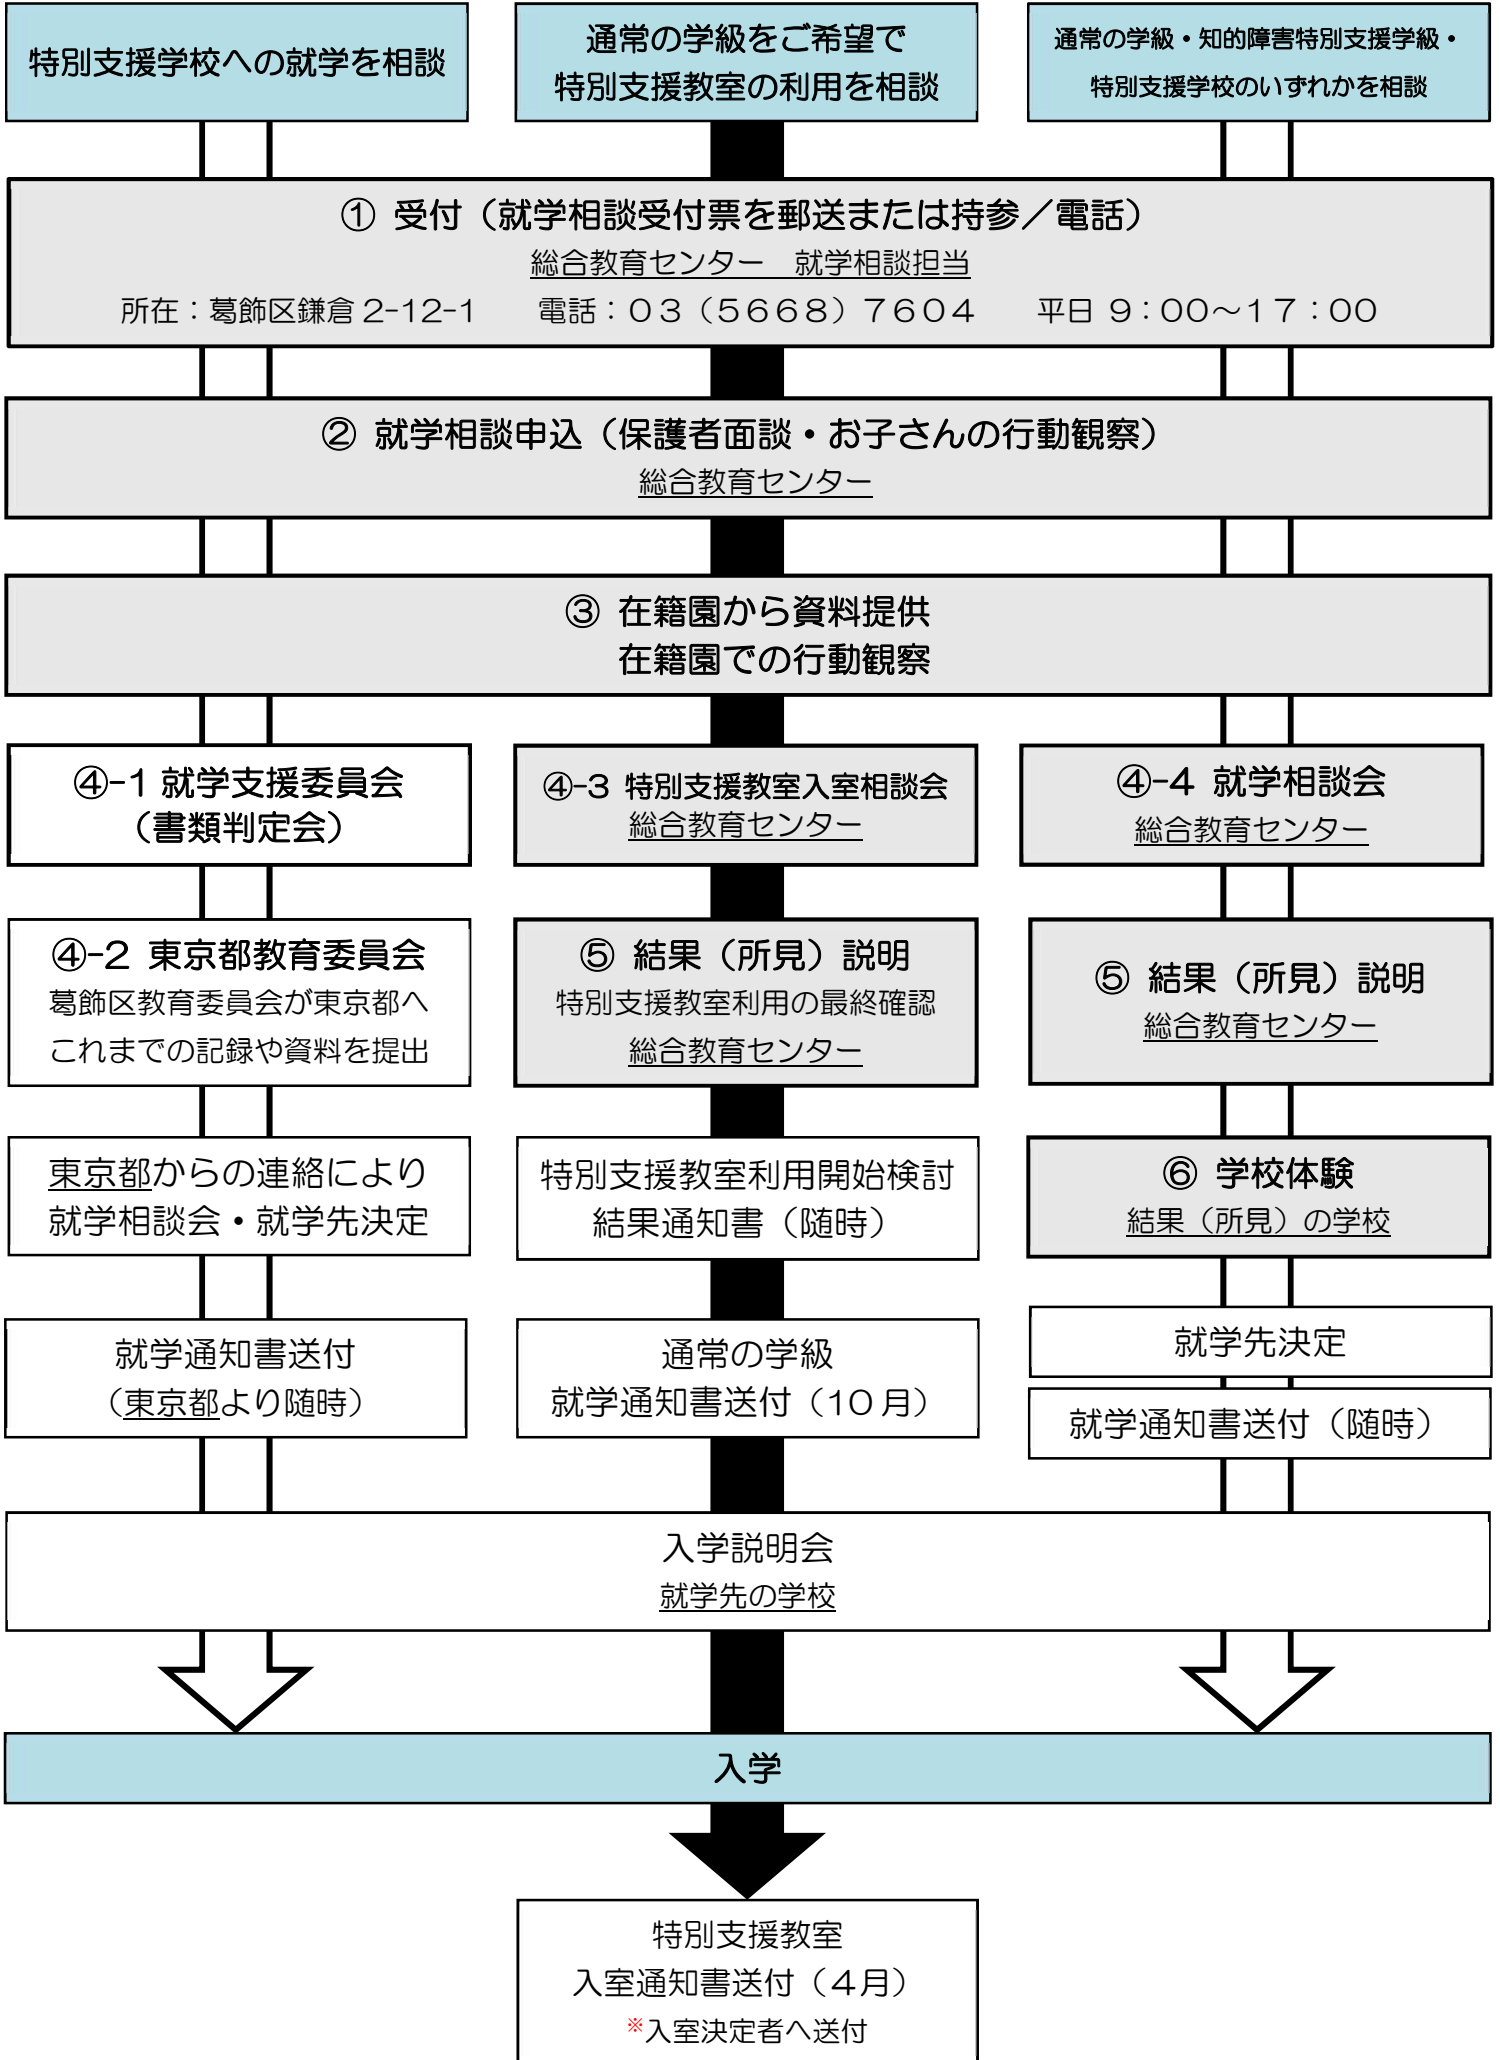 特別支援学校への就学を相談
通常の学級をご希望で
特別支援教室の利用を相談
通常の学級・知的障害特別支援学級・
特別支援学校のいずれかを相談
① 受付（就学相談受付票を郵送または持参／電話）
総合教育センター　就学相談担当
所在：葛飾区鎌倉 2-12-1　　電話：０３（５６６８）７６０４　　平日 9：00～1７：00
② 就学相談申込（保護者面談・お子さんの行動観察）
総合教育センター
③ 在籍園から資料提供
在籍園での行動観察
④-1 就学支援委員会
（書類判定会）
④-2 東京都教育委員会
葛飾区教育委員会が東京都へ
これまでの記録や資料を提出
東京都からの連絡により
就学相談会・就学先決定
就学通知書送付
（東京都より随時）
④-3 特別支援教室入室相談会
総合教育センター
⑤ 結果（所見）説明
特別支援教室利用の最終確認
総合教育センター
特別支援教室利用開始検討
結果通知書（随時）
通常の学級
就学通知書送付（10 月）
④-4 就学相談会
総合教育センター
⑤ 結果（所見）説明
総合教育センター
⑥ 学校体験
結果（所見）の学校
就学先決定
就学通知書送付（随時）
入学説明会
就学先の学校
入学
特別支援教室
入室通知書送付（4月）
※入室決定者へ送付